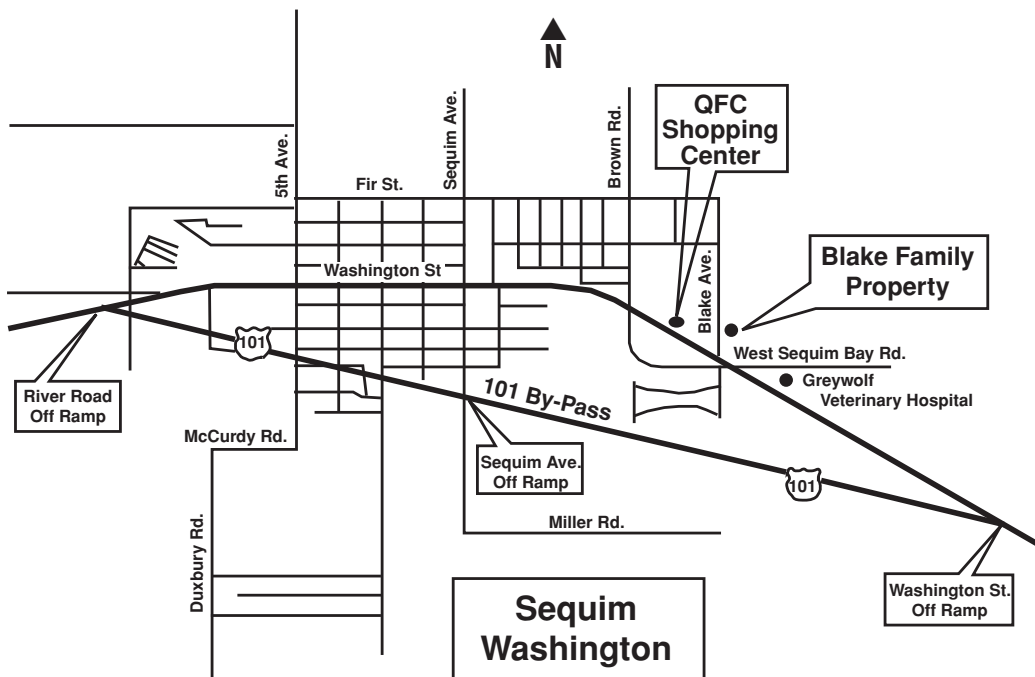 N
QFC
Shopping
Center
5th Ave.
Sequim Ave.
Brown Rd.
Fir St.
Washington St
Blake Ave.
Blake Family
Property
101
West Sequim Bay Rd.
River Road
Off Ramp
101 By-Pass
Greywolf
Veterinary Hospital
McCurdy Rd.
Sequim Ave.
Off Ramp
101
Miller Rd.
Duxbury Rd.
Washington St.
Off Ramp
Sequim
Washington